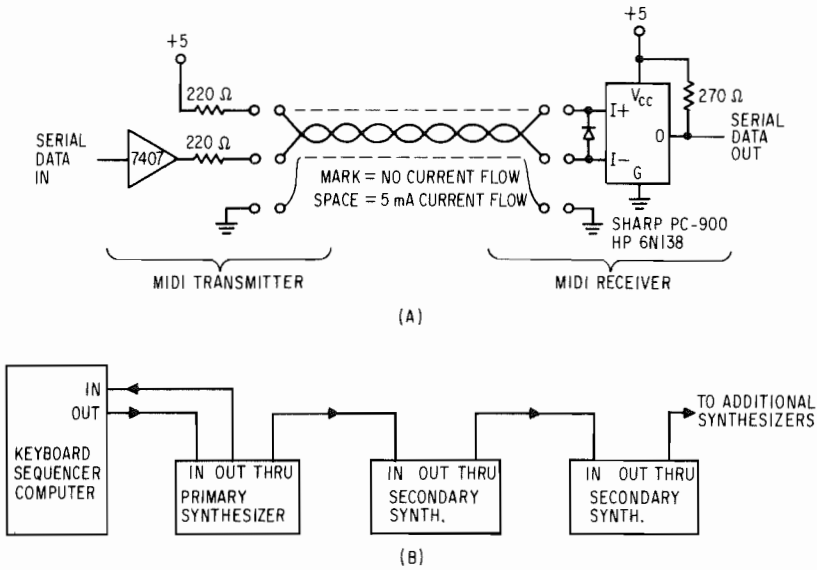 +5
220 Ω
SERIAL
DATA
IN
7407
220 Ω
MARK = NO CURRENT FLOW
SPACE = 5 mA CURRENT FLOW
MIDI TRANSMITTER
+5
VCC
I+
I−
O
G
270 Ω
SERIAL
DATA
OUT
SHARP PC-900
HP 6N138
MIDI RECEIVER
(A)
IN
OUT
KEYBOARD
SEQUENCER
COMPUTER
IN OUT THRU
PRIMARY
SYNTHESIZER
IN OUT THRU
SECONDARY
SYNTH.
IN OUT THRU
SECONDARY
SYNTH.
TO ADDITIONAL
SYNTHESIZERS
(B)